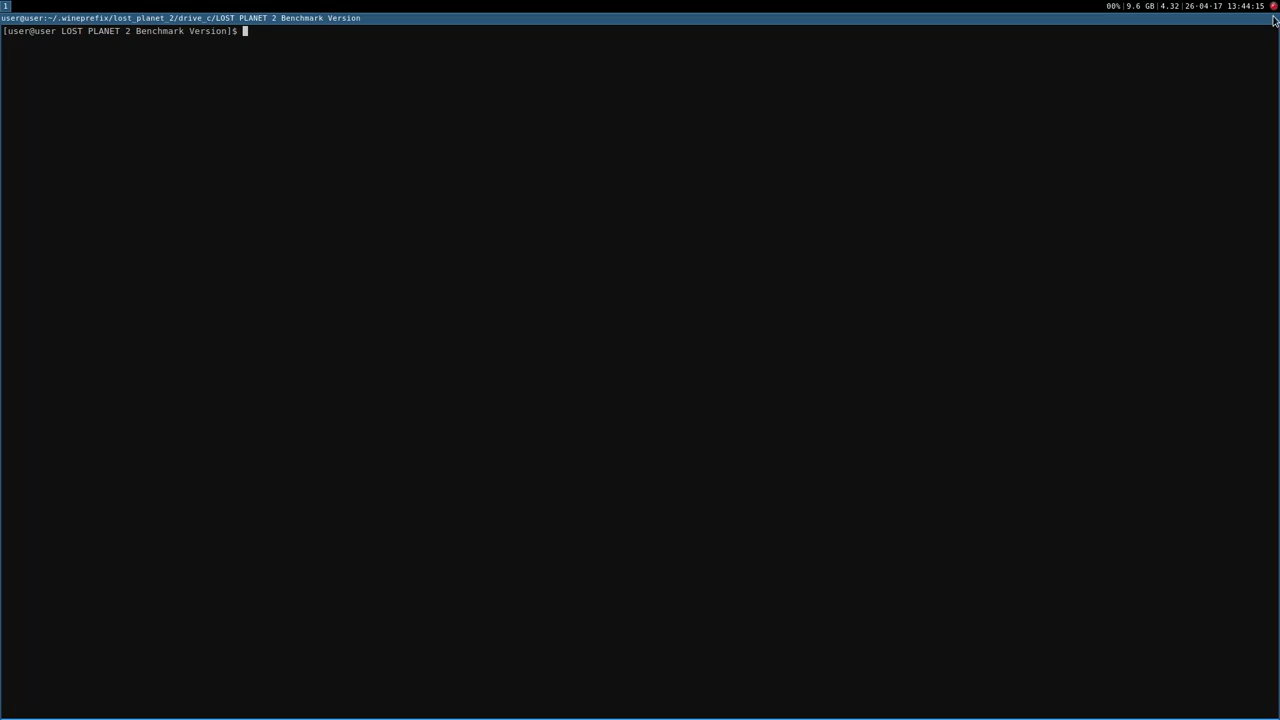 1
00%|9.6 GB|4.32|26-04-17 13:44:15
user@user:~/.wineprefix/lost_planet_2/drive_c/LOST PLANET 2 Benchmark Version
[user@user LOST PLANET 2 Benchmark Version]$